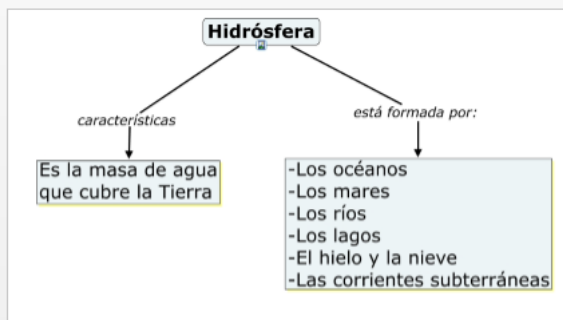 Hidrósfera
características
está formada por:
Es la masa de agua
que cubre la Tierra
-Los océanos
-Los mares
-Los ríos
-Los lagos
-El hielo y la nieve
-Las corrientes subterráneas